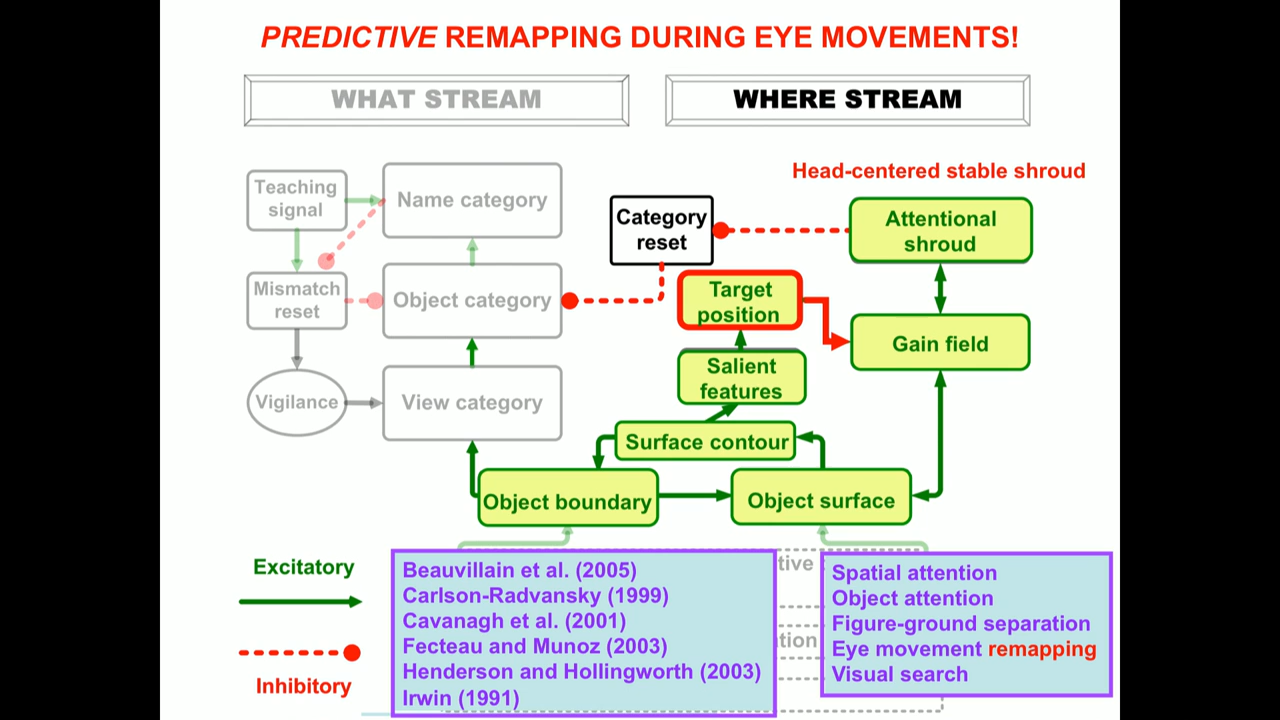 PREDICTIVE REMAPPING DURING EYE MOVEMENTS!
WHAT STREAM
WHERE STREAM
Head-centered stable shroud
Teaching
signal
Name category
Category
reset
Attentional
shroud
Mismatch
reset
Object category
Target
position
Gain field
Salient
features
Vigilance
View category
Surface contour
Object boundary
Object surface
Excitatory
Inhibitory
Beauvillain et al. (2005)
Carlson-Radvansky (1999)
Cavanagh et al. (2001)
Fecteau and Munoz (2003)
Henderson and Hollingworth (2003)
Irwin (1991)
tive
tion
Spatial attention
Object attention
Figure-ground separation
Eye movement remapping
Visual search